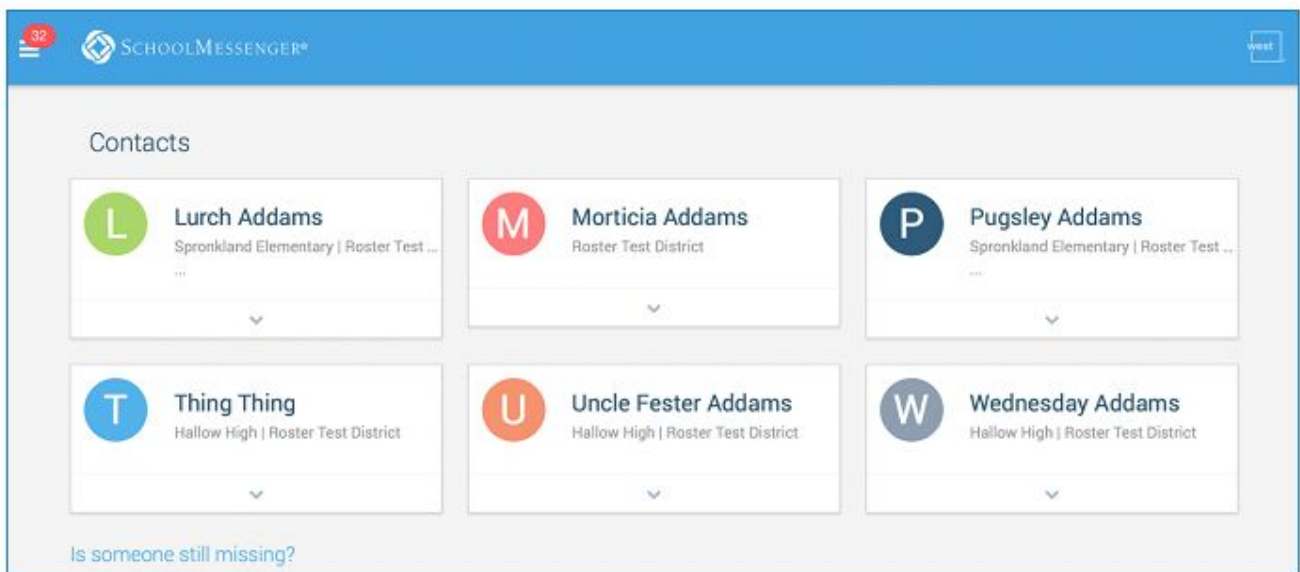 32
SCHOOLMESSENGER®
west
Contacts
L
Lurch Addams
Spronkland Elementary | Roster Test ...
...
M
Morticia Addams
Roster Test District
P
Pugsley Addams
Spronkland Elementary | Roster Test ..
...
T
Thing Thing
Hallow High | Roster Test District
U
Uncle Fester Addams
Hallow High | Roster Test District
W
Wednesday Addams
Hallow High | Roster Test District
Is someone still missing?